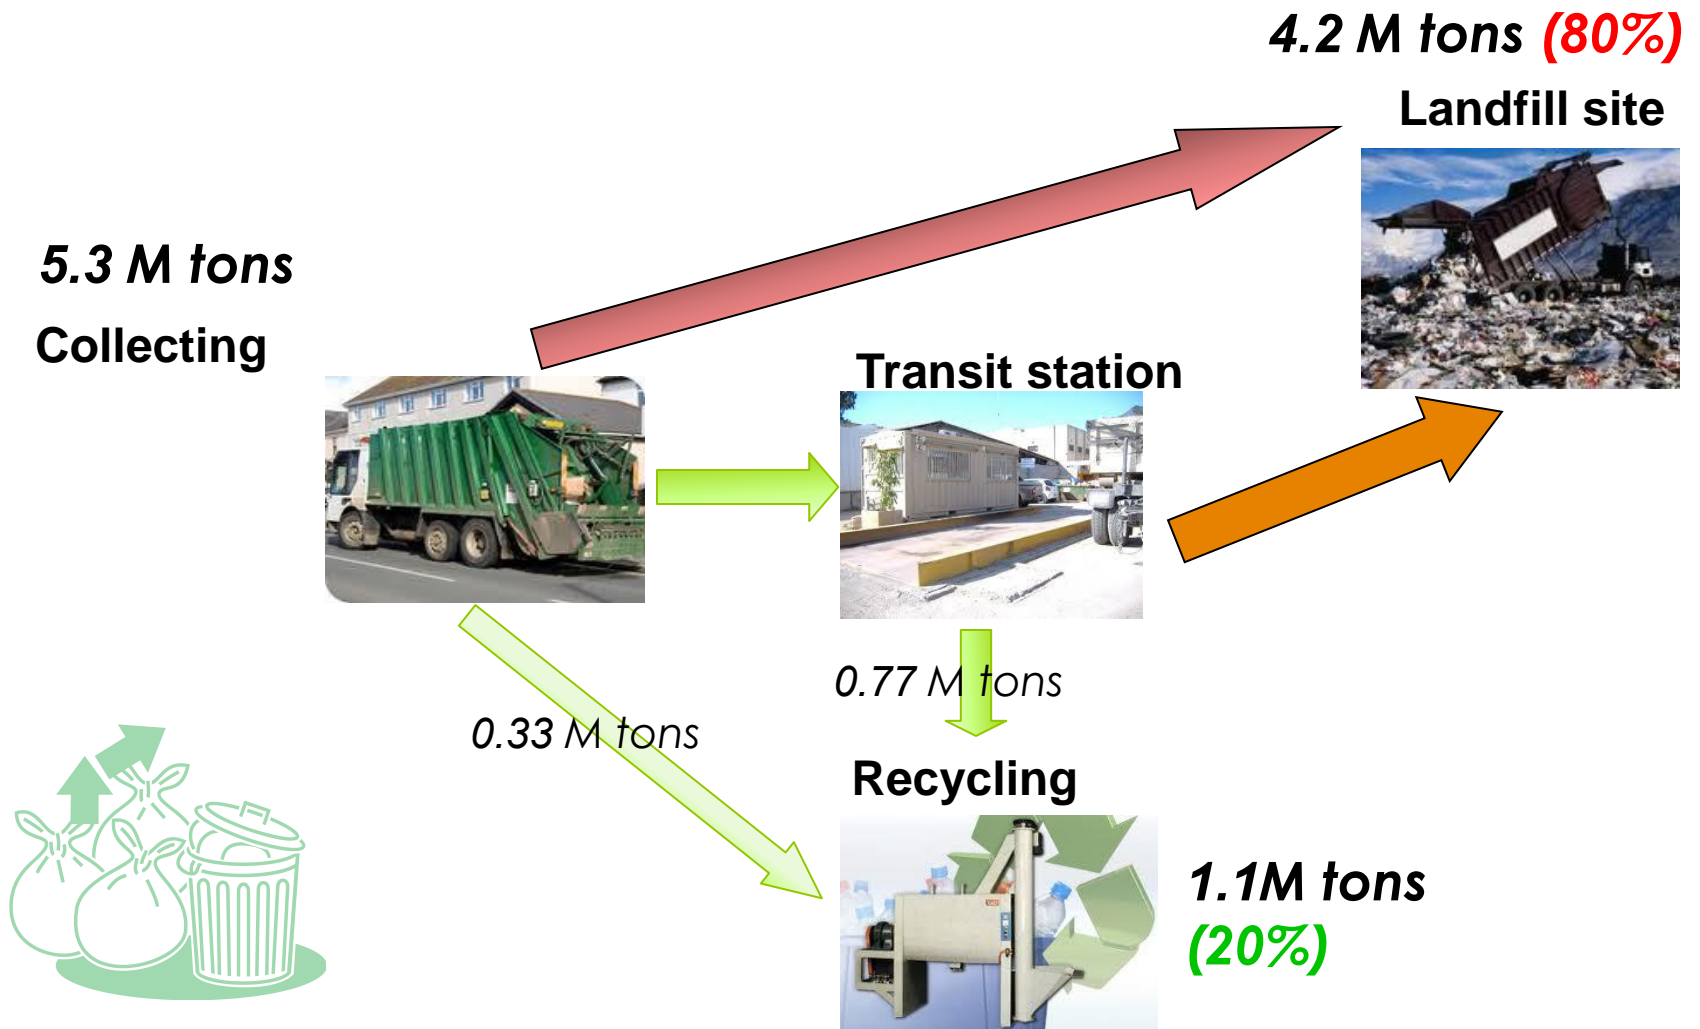 4.2 M tons (80%)
Landfill site
5.3 M tons
Collecting
Transit station
0.77 M tons
0.33 M tons
Recycling
1.1M tons
(20%)